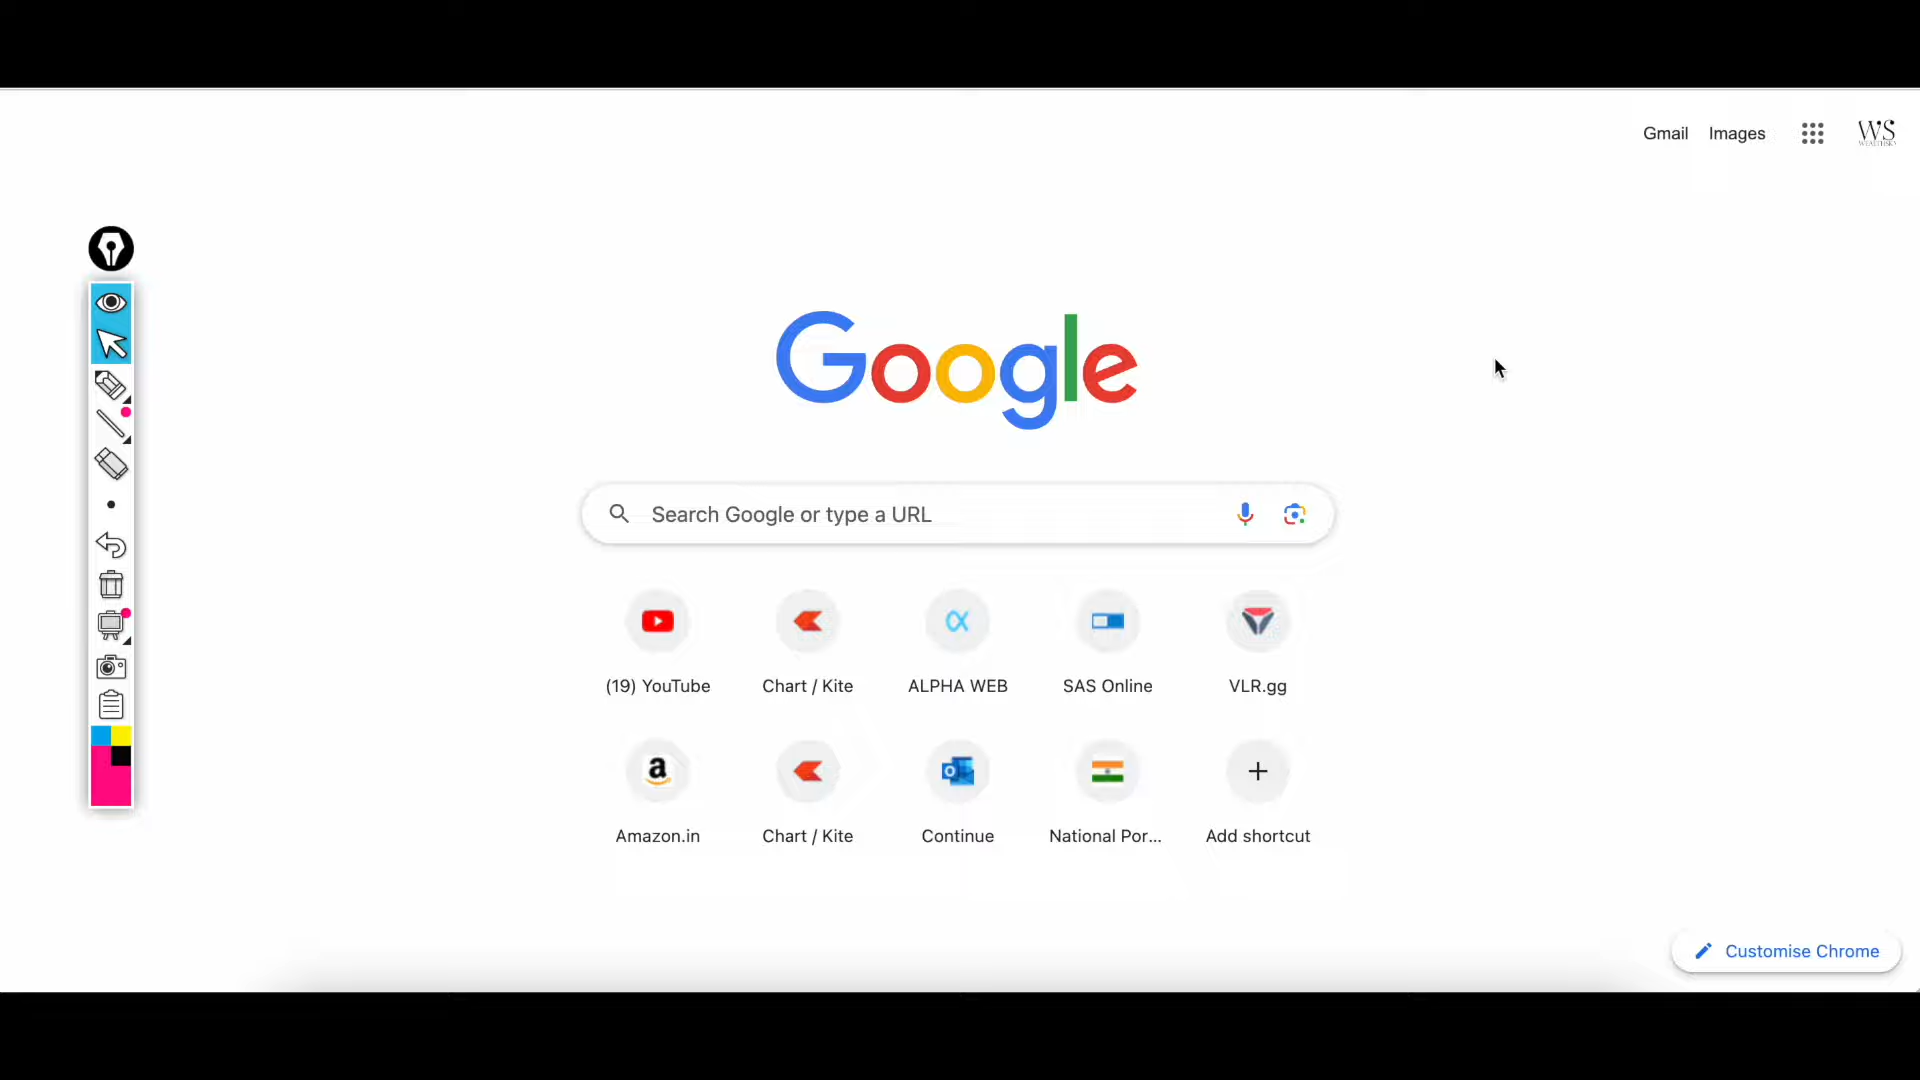 Gmail Images
WS
Google
Search Google or type a URL
(19) YouTube Chart / Kite ALPHA WEB SAS Online VLR.gg
Amazon.in Chart / Kite Continue National Por... Add shortcut
Customise Chrome